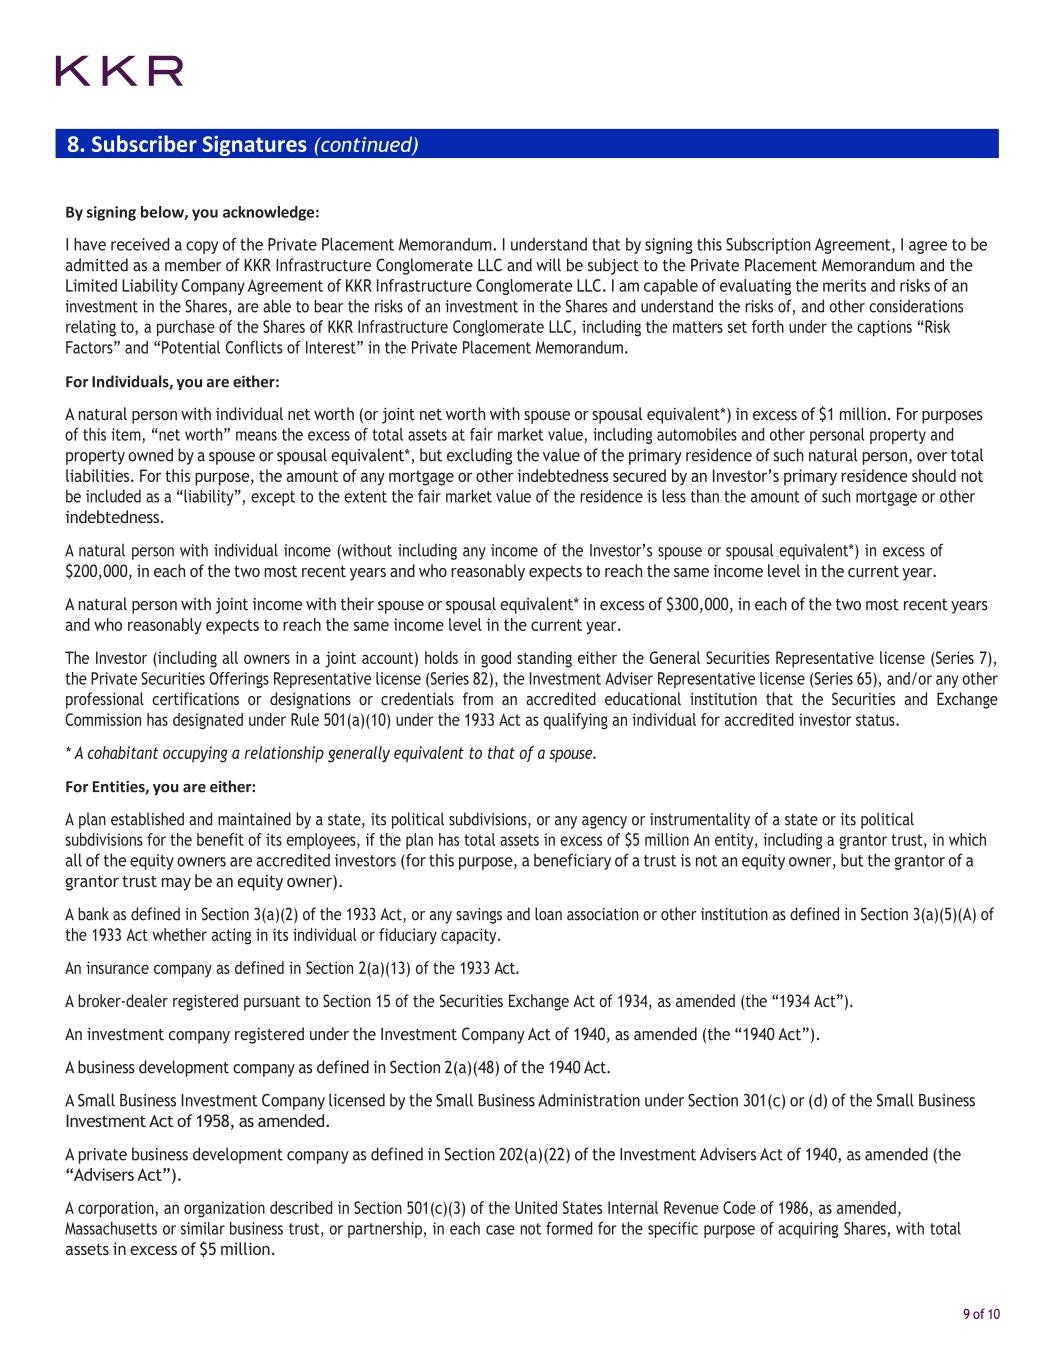 KKR
8. Subscriber Signatures (continued)
By signing below, you acknowledge:
I have received a copy of the Private Placement Memorandum. I understand that by signing this Subscription Agreement, I agree to be
admitted as a member of KKR Infrastructure Conglomerate LLC and will be subject to the Private Placement Memorandum and the
Limited Liability Company Agreement of KKR Infrastructure Conglomerate LLC. I am capable of evaluating the merits and risks of an
investment in the Shares, are able to bear the risks of an investment in the Shares and understand the risks of, and other considerations
relating to, a purchase of the Shares of KKR Infrastructure Conglomerate LLC, including the matters set forth under the captions “Risk
Factors” and “Potential Conflicts of Interest” in the Private Placement Memorandum.
For Individuals, you are either:
A natural person with individual net worth (or joint net worth with spouse or spousal equivalent*) in excess of $1 million. For purposes
of this item, “net worth” means the excess of total assets at fair market value, including automobiles and other personal property and
property owned by a spouse or spousal equivalent*, but excluding the value of the primary residence of such natural person, over total
liabilities. For this purpose, the amount of any mortgage or other indebtedness secured by an Investor’s primary residence should not
be included as a “liability”, except to the extent the fair market value of the residence is less than the amount of such mortgage or other
indebtedness.
A natural person with individual income (without including any income of the Investor’s spouse or spousal equivalent*) in excess of
$200,000, in each of the two most recent years and who reasonably expects to reach the same income level in the current year.
A natural person with joint income with their spouse or spousal equivalent* in excess of $300,000, in each of the two most recent years
and who reasonably expects to reach the same income level in the current year.
The Investor (including all owners in a joint account) holds in good standing either the General Securities Representative license (Series 7),
the Private Securities Offerings Representative license (Series 82), the Investment Adviser Representative license (Series 65), and/or any other
professional certifications or designations or credentials from an accredited educational institution that the Securities and Exchange
Commission has designated under Rule 501(a)(10) under the 1933 Act as qualifying an individual for accredited investor status.
* A cohabitant occupying a relationship generally equivalent to that of a spouse.
For Entities, you are either:
A plan established and maintained by a state, its political subdivisions, or any agency or instrumentality of a state or its political
subdivisions for the benefit of its employees, if the plan has total assets in excess of $5 million An entity, including a grantor trust, in which
all of the equity owners are accredited investors (for this purpose, a beneficiary of a trust is not an equity owner, but the grantor of a
grantor trust may be an equity owner).
A bank as defined in Section 3(a)(2) of the 1933 Act, or any savings and loan association or other institution as defined in Section 3(a)(5)(A) of
the 1933 Act whether acting in its individual or fiduciary capacity.
An insurance company as defined in Section 2(a)(13) of the 1933 Act.
A broker-dealer registered pursuant to Section 15 of the Securities Exchange Act of 1934, as amended (the “1934 Act”).
An investment company registered under the Investment Company Act of 1940, as amended (the “1940 Act”).
A business development company as defined in Section 2(a)(48) of the 1940 Act.
A Small Business Investment Company licensed by the Small Business Administration under Section 301(c) or (d) of the Small Business
Investment Act of 1958, as amended.
A private business development company as defined in Section 202(a)(22) of the Investment Advisers Act of 1940, as amended (the
“Advisers Act”).
A corporation, an organization described in Section 501(c)(3) of the United States Internal Revenue Code of 1986, as amended,
Massachusetts or similar business trust, or partnership, in each case not formed for the specific purpose of acquiring Shares, with total
assets in excess of $5 million.
9 of 10